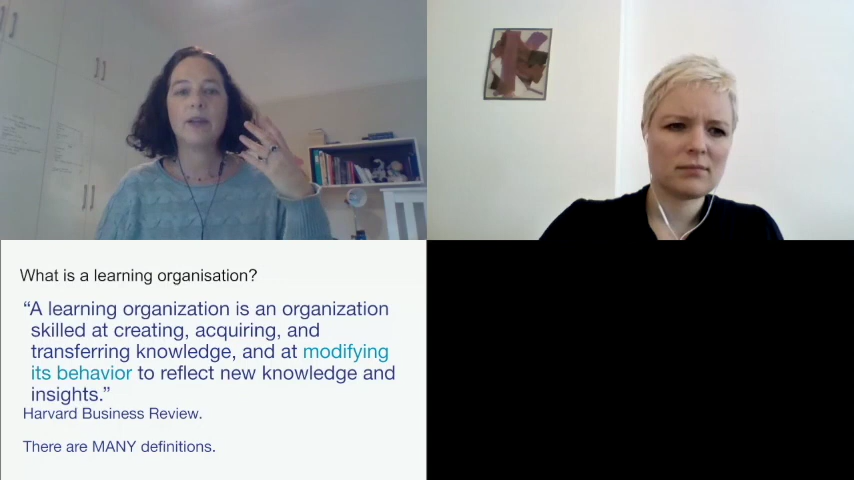 What is a learning organisation?
“A learning organization is an organization
skilled at creating, acquiring, and
transferring knowledge, and at modifying
its behavior to reflect new knowledge and
insights.”
Harvard Business Review.
There are MANY definitions.